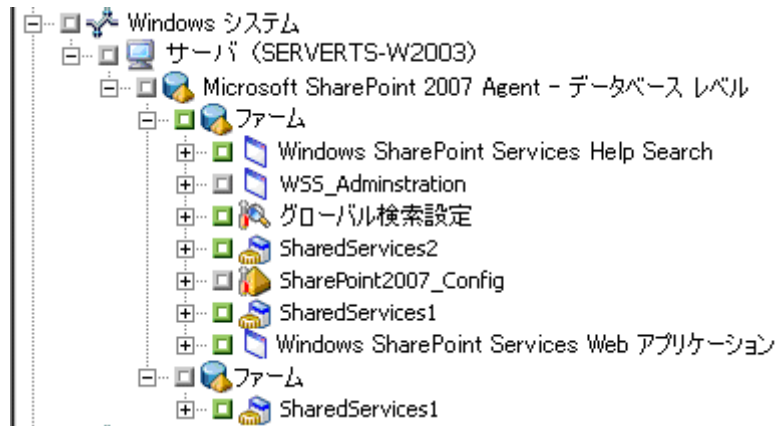 Windows システム
サーバ (SERVERTS-W2003)
Microsoft SharePoint 2007 Agent - データベース レベル
ファーム
Windows SharePoint Services Help Search
WSS_Adminstration
グローバル検索設定
SharedServices2
SharePoint2007_Config
SharedServices1
Windows SharePoint Services Web アプリケーション
ファーム
SharedServices1